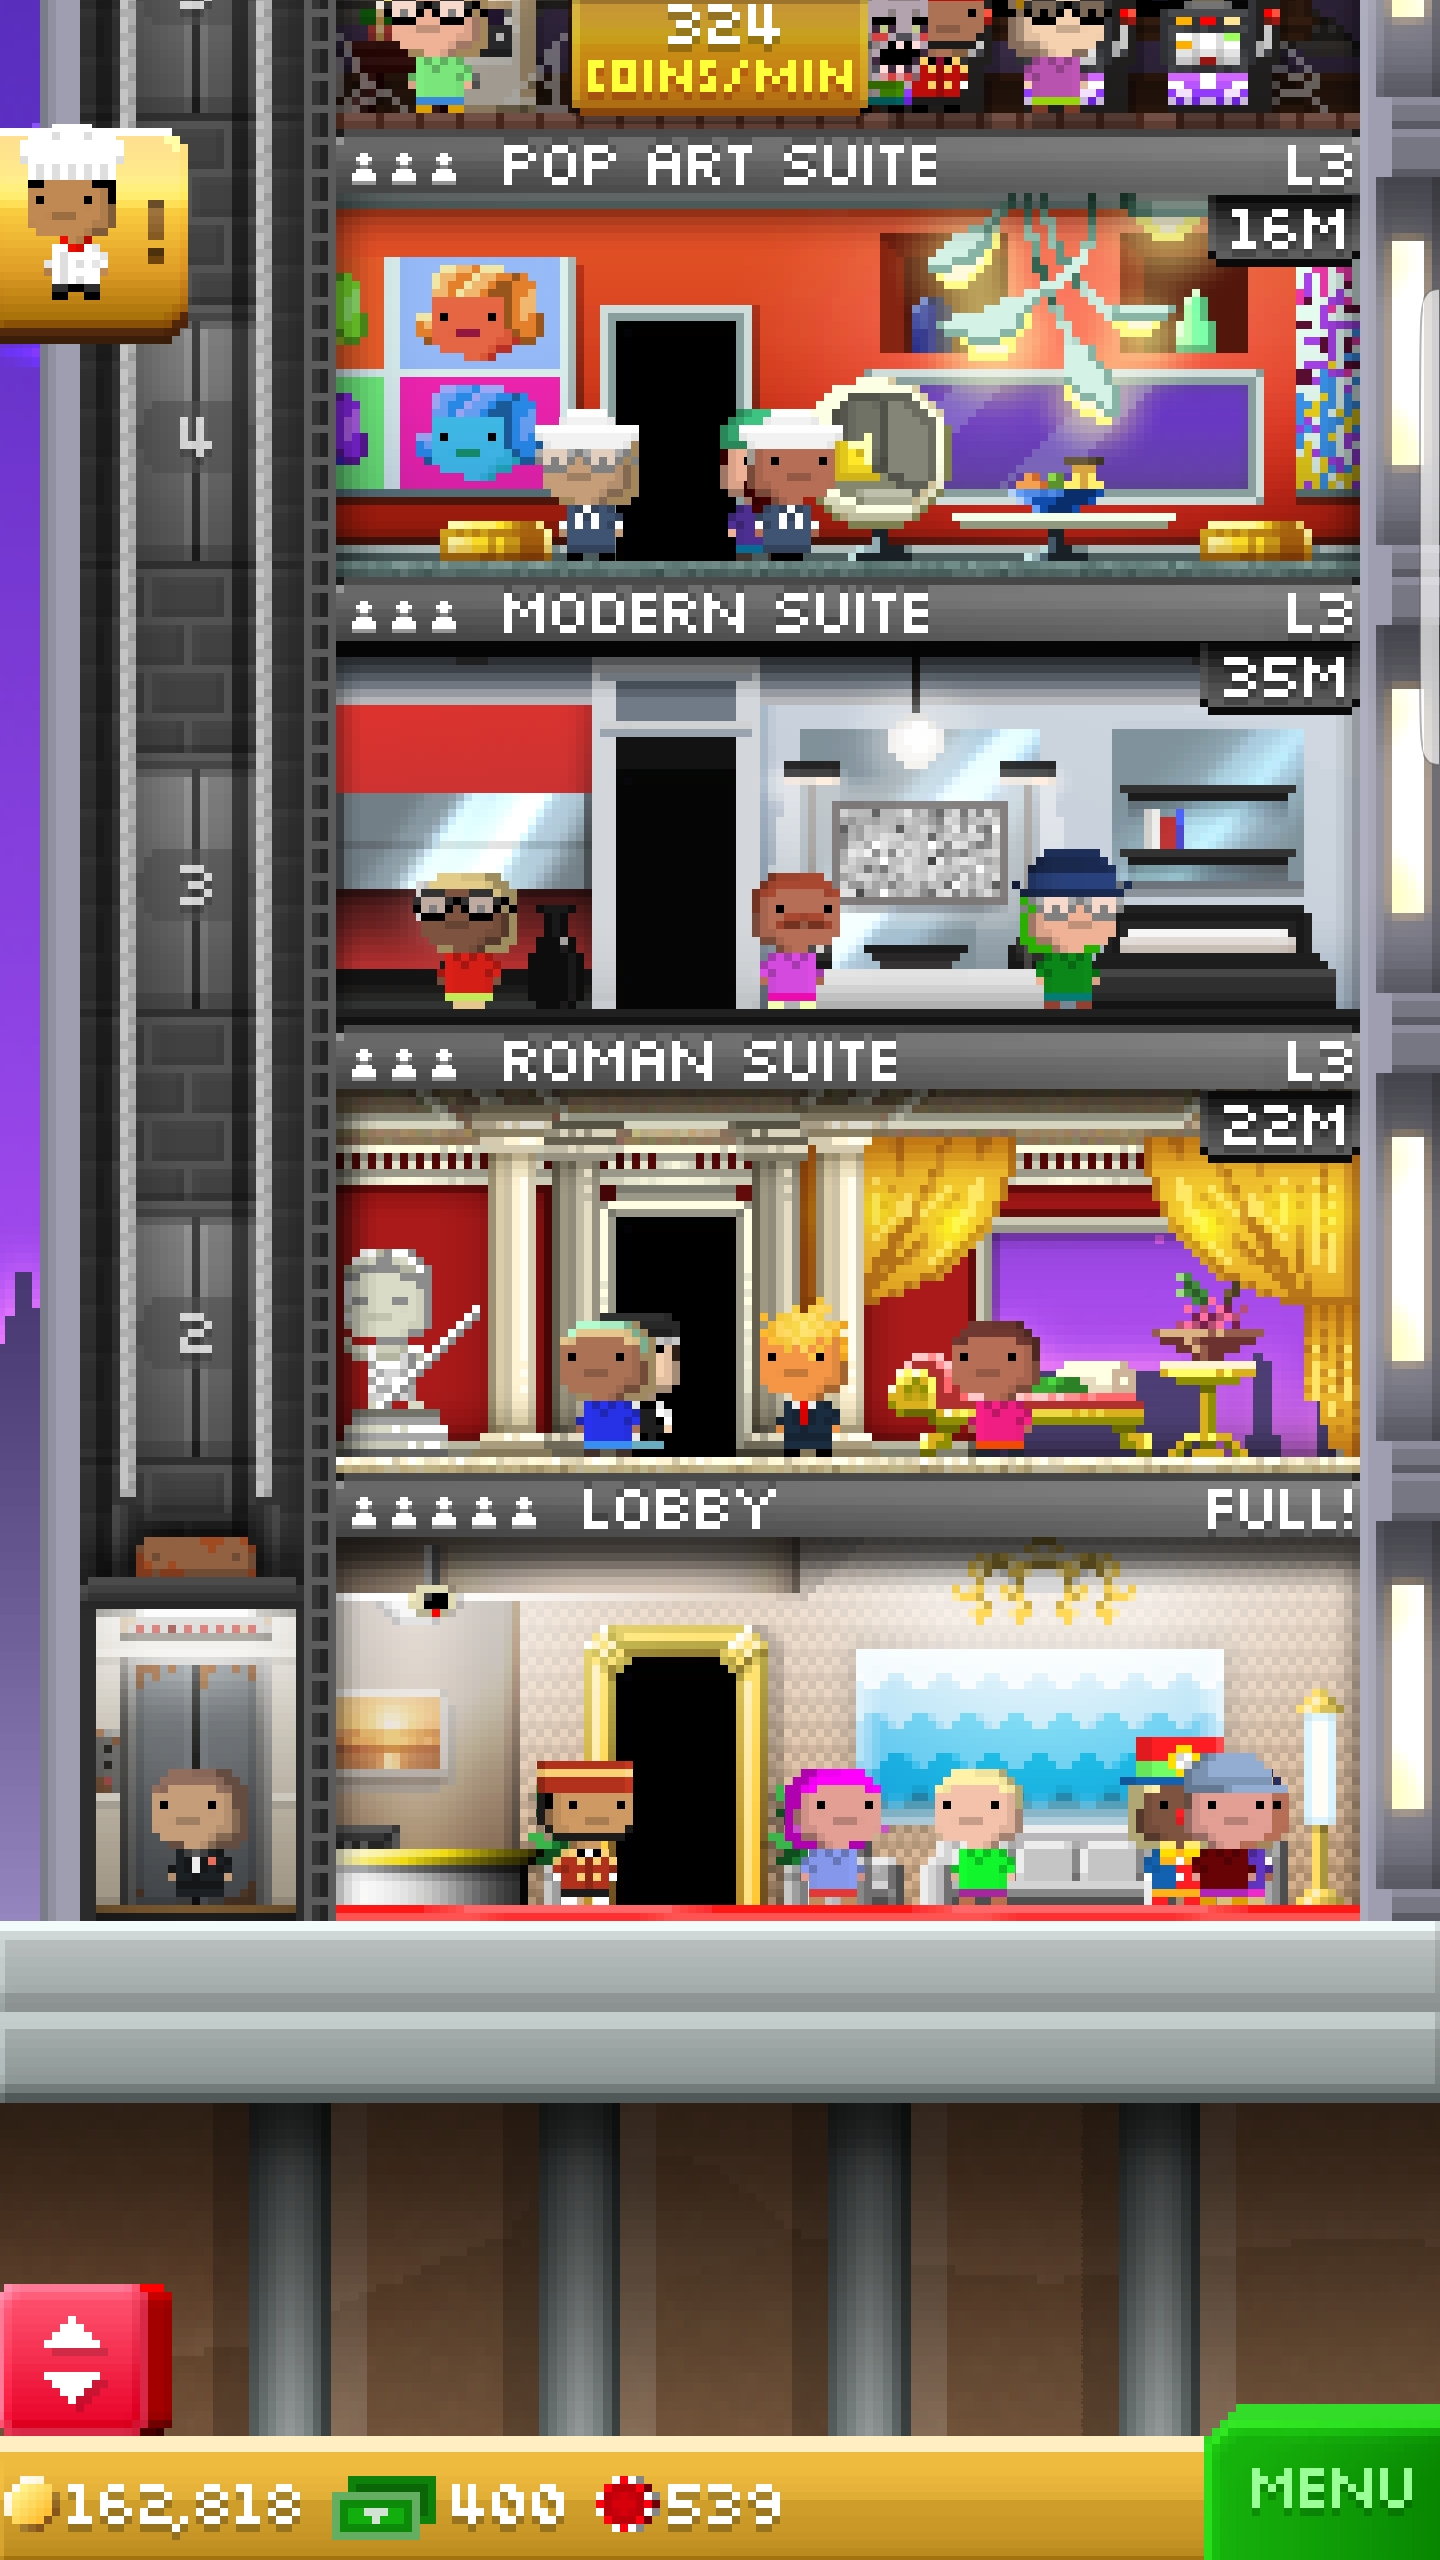 324
COINS/MIN
POP ART SUITE L3
16M
4
MODERN SUITE L3
35M
3
ROMAN SUITE L3
22M
2
LOBBY FULL!
!
162,818 400 539
MENU